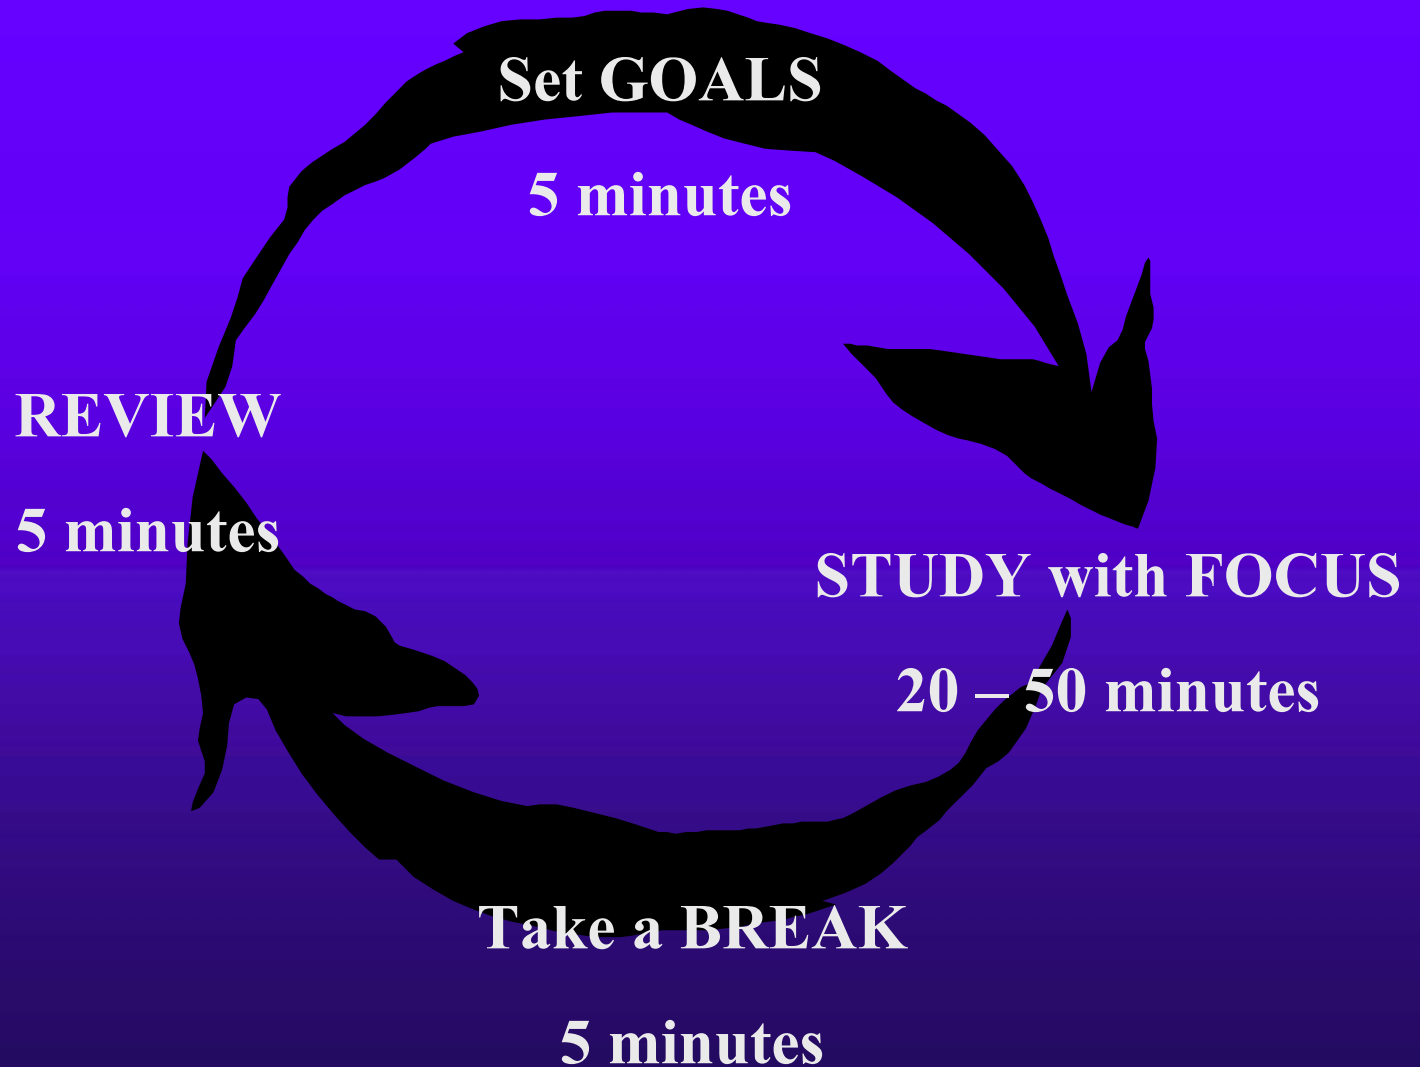 Set GOALS
5 minutes
REVIEW
5 minutes
STUDY with FOCUS
20 – 50 minutes
Take a BREAK
5 minutes